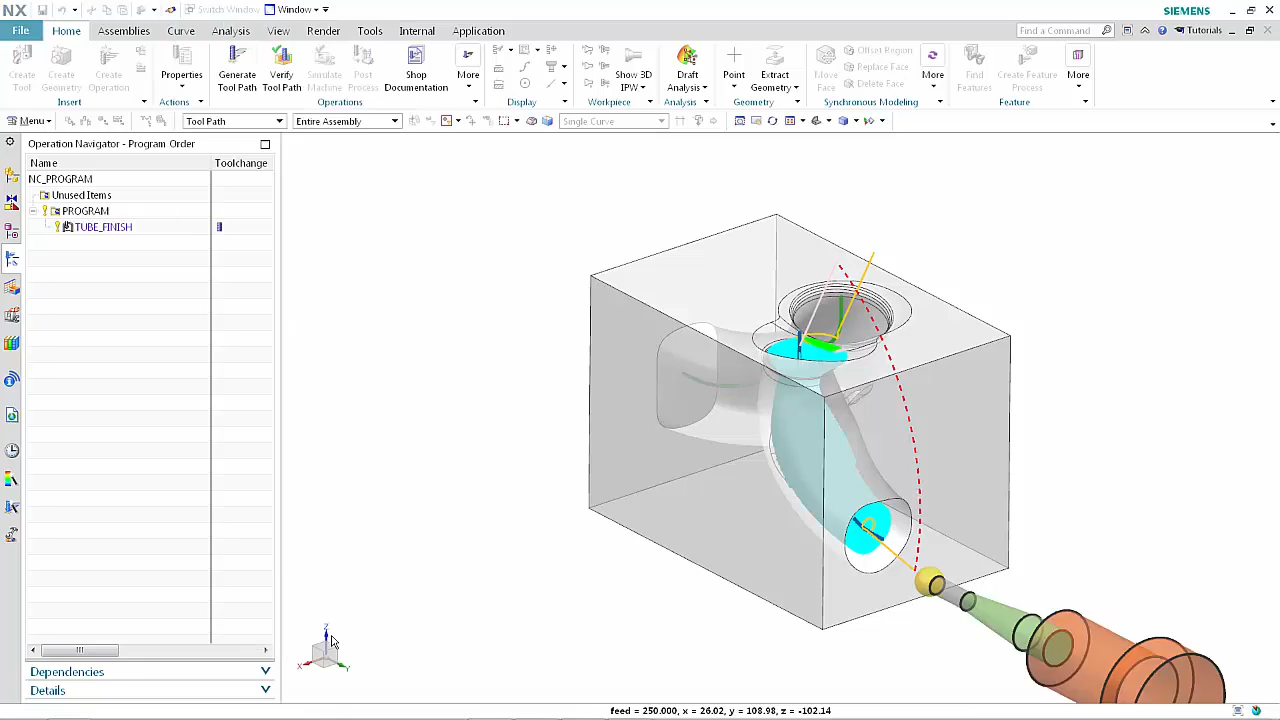 NX Switch Window Window SIEMENS
File Home Assemblies Curve Analysis View Render Tools Internal Application Find a Command Tutorials
Create Tool Create Geometry Create Operation Properties Generate Tool Path Verify Tool Path Simulate Machine Post Process Shop Documentation More Show 3D IPW Draft Analysis Point Extract Geometry Move Face Offset Region Replace Face Delete Face More Find Features Create Feature Process More
Insert Actions Operations Display Workpiece Analysis Geometry Synchronous Modeling Feature
Menu Tool Path Entire Assembly Single Curve
Operation Navigator - Program Order
Name Toolchange
NC_PROGRAM
Unused Items
PROGRAM
TUBE_FINISH
Z
X Y
Dependencies
Details
feed = 250.000, x = 26.02, y = 108.98, z = -102.14